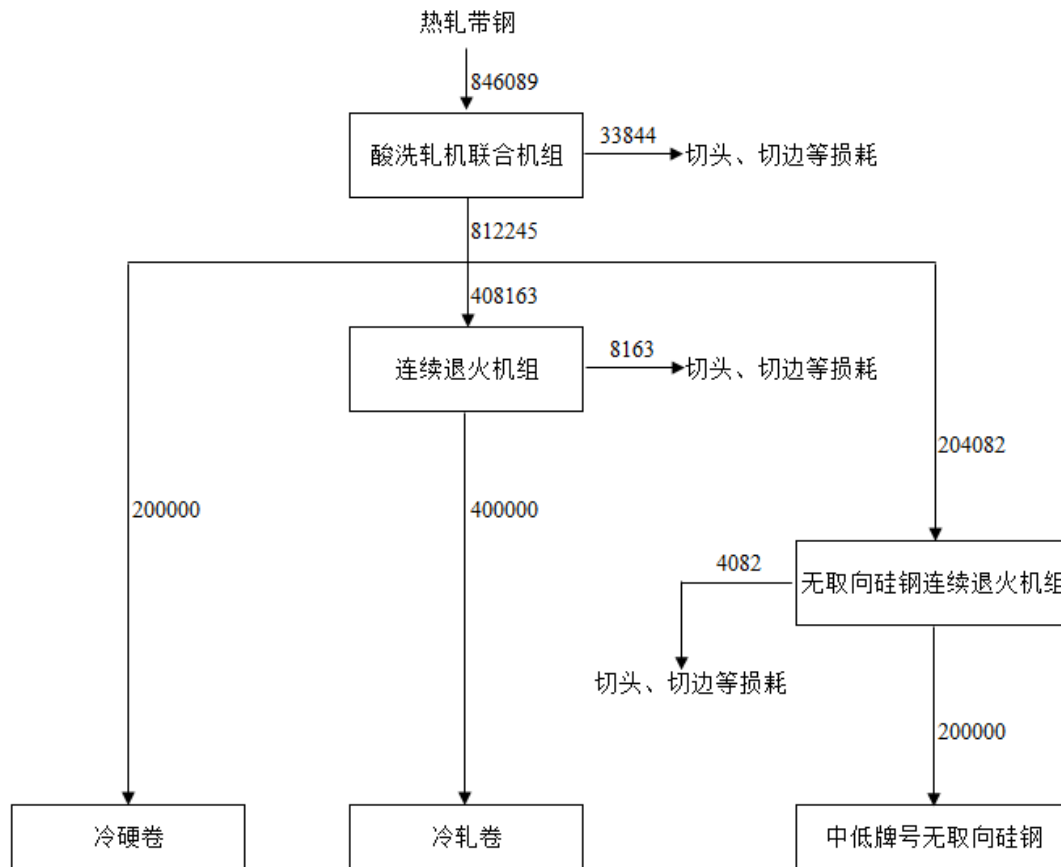 热轧带钢
846089
酸洗轧机联合机组
33844
切头、切边等损耗
812245
408163
连续退火机组
8163
切头、切边等损耗
204082
200000
400000
4082
无取向硅钢连续退火机组
切头、切边等损耗
200000
冷硬卷
冷轧卷
中低牌号无取向硅钢